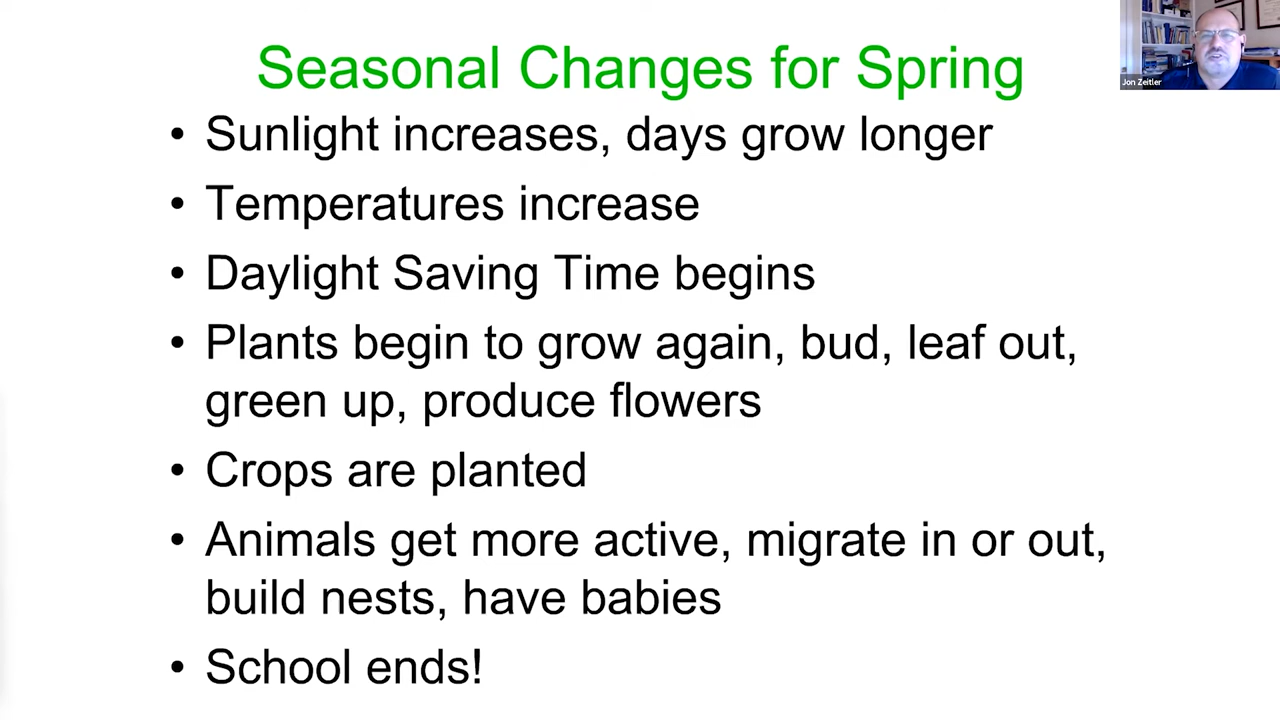 Seasonal Changes for Spring
• Sunlight increases, days grow longer
• Temperatures increase
• Daylight Saving Time begins
• Plants begin to grow again, bud, leaf out,
green up, produce flowers
• Crops are planted
• Animals get more active, migrate in or out,
build nests, have babies
• School ends!
Jon Zeitler